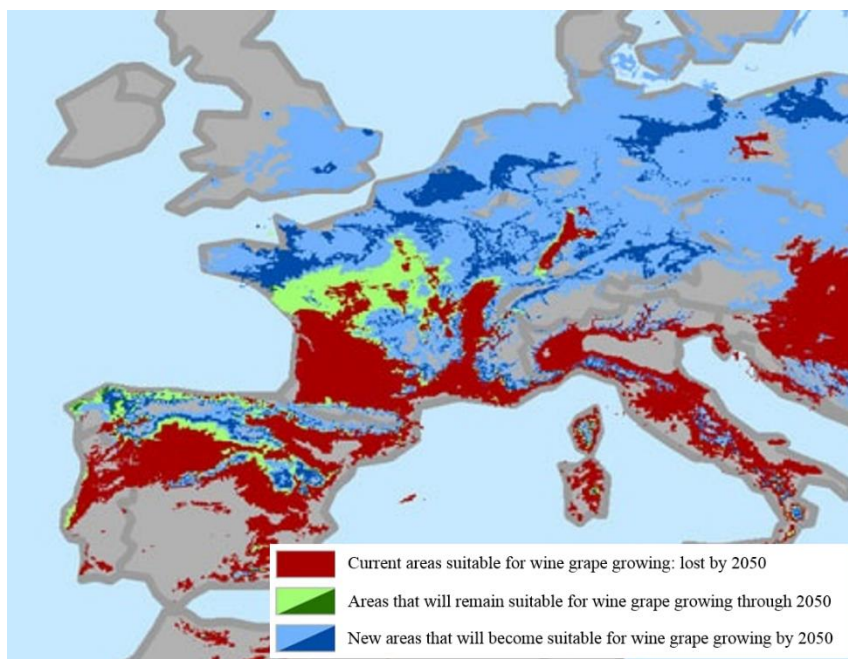 Current areas suitable for wine grape growing: lost by 2050
Areas that will remain suitable for wine grape growing through 2050
New areas that will become suitable for wine grape growing by 2050